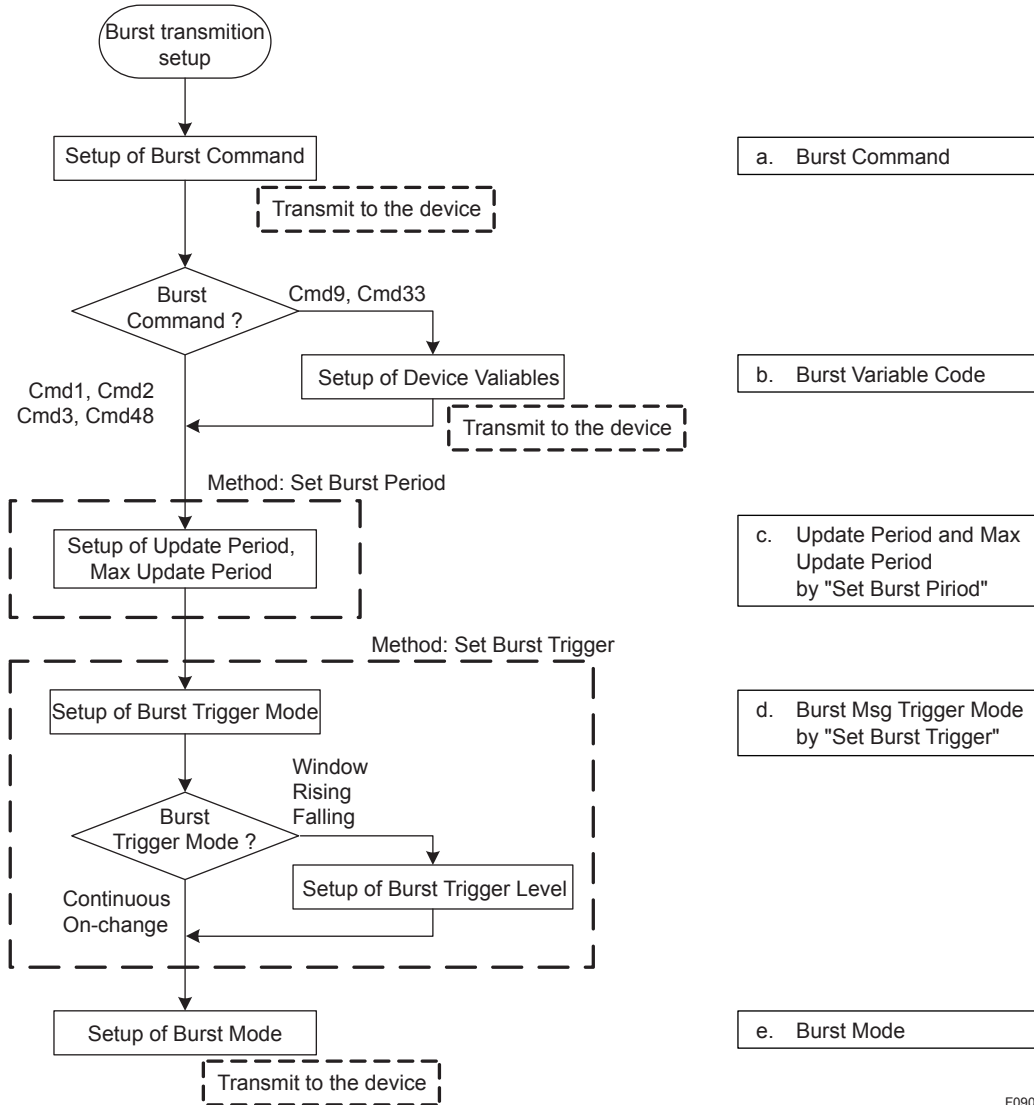 Burst transmition
setup
Setup of Burst Command
a. Burst Command
Transmit to the device
Burst
Command ?
Cmd9, Cmd33
Setup of Device Valiables
b. Burst Variable Code
Cmd1, Cmd2
Cmd3, Cmd48
Transmit to the device
Method: Set Burst Period
Setup of Update Period,
Max Update Period
c. Update Period and Max
Update Period
by "Set Burst Piriod"
Method: Set Burst Trigger
Setup of Burst Trigger Mode
d. Burst Msg Trigger Mode
by "Set Burst Trigger"
Window
Rising
Falling
Burst
Trigger Mode ?
Setup of Burst Trigger Level
Continuous
On-change
Setup of Burst Mode
e. Burst Mode
Transmit to the device